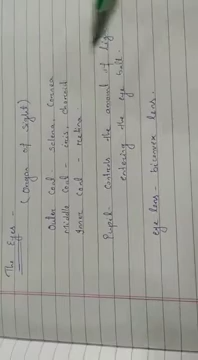 The Eyes -
(Organ of sight)
Outer coat - sclera, cornea
middle coat - iris, choroid
inner coat - retina
Pupil - controls the amount of lig
entering the eye ball.
eye lens - biconvex lens.